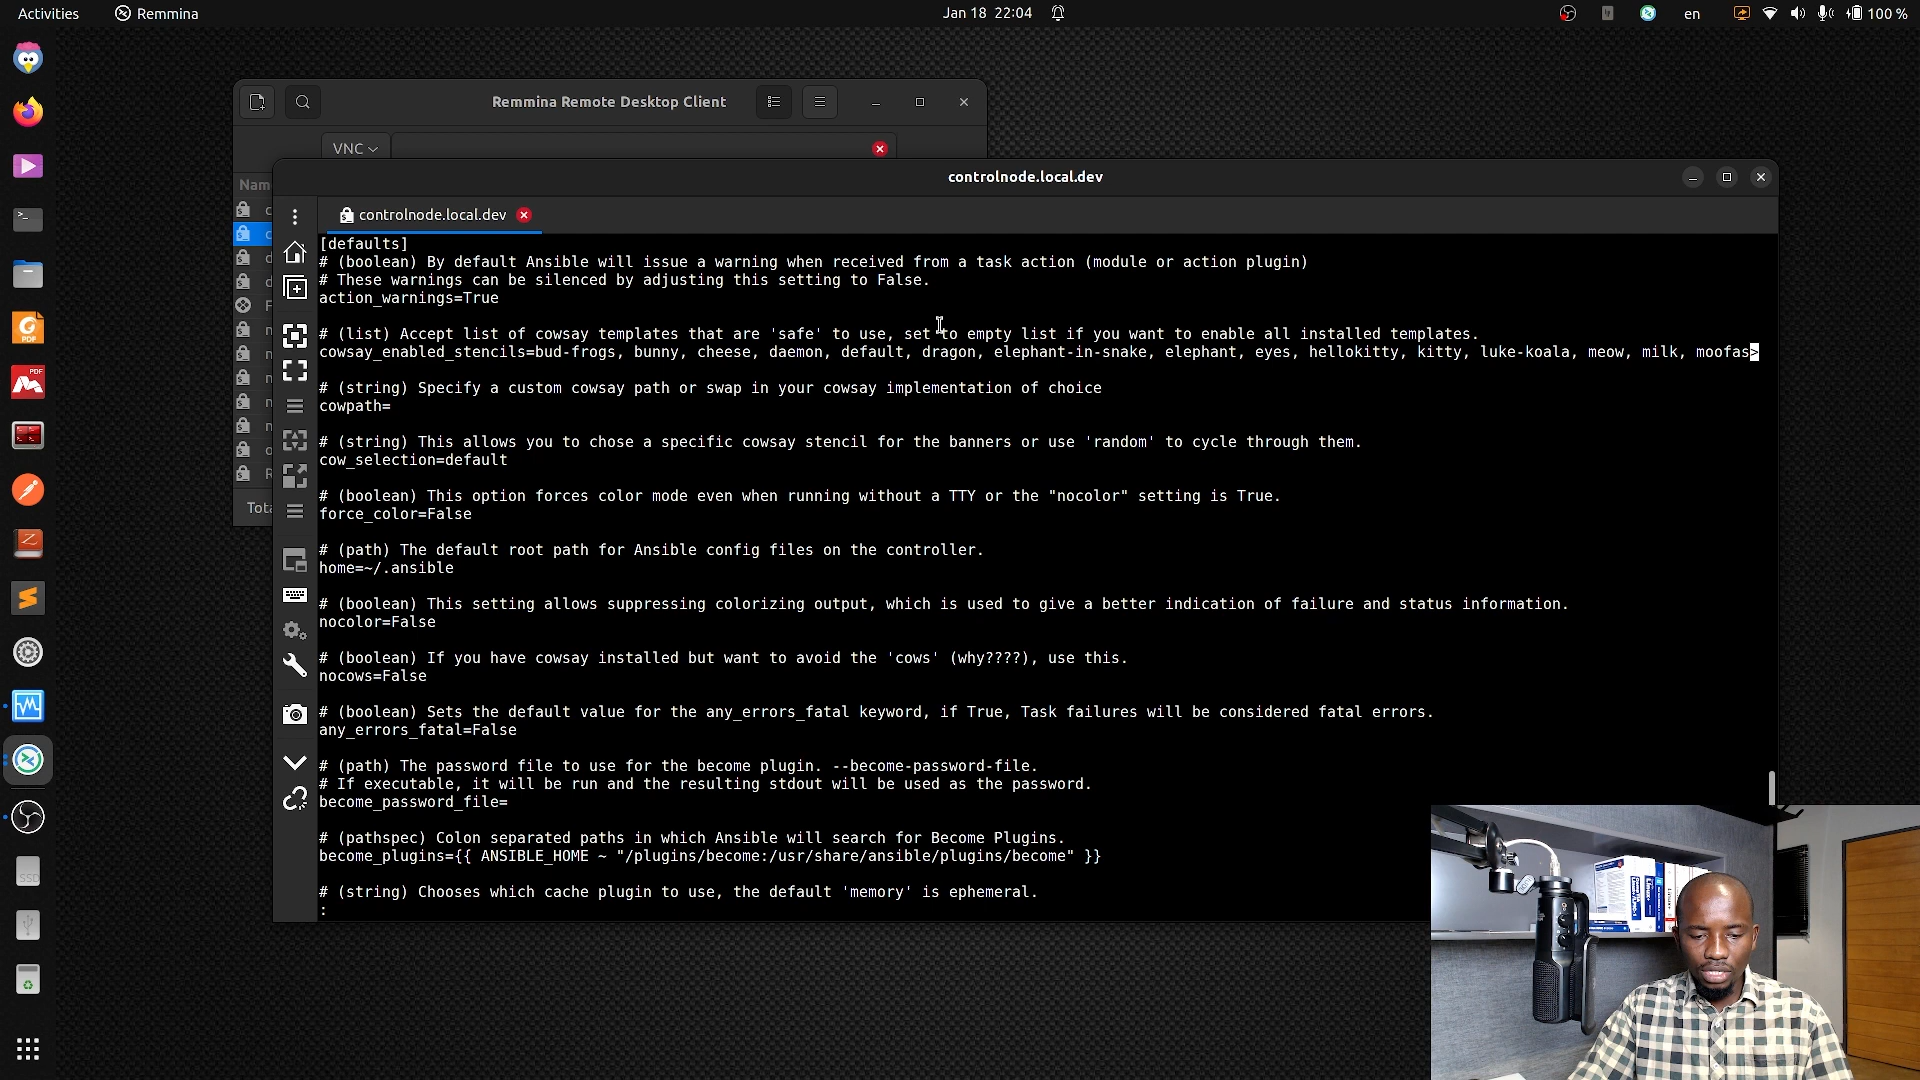 Activities
Remmina
Jan 18 22:04
en
100 %
Remmina Remote Desktop Client
VNC
Nam
controlnode.local.dev
controlnode.local.dev
[defaults]
# (boolean) By default Ansible will issue a warning when received from a task action (module or action plugin)
# These warnings can be silenced by adjusting this setting to False.
action_warnings=True
# (list) Accept list of cowsay templates that are 'safe' to use, set to empty list if you want to enable all installed templates.
cowsay_enabled_stencils=bud-frogs, bunny, cheese, daemon, default, dragon, elephant-in-snake, elephant, eyes, hellokitty, kitty, luke-koala, meow, milk, moofas>
# (string) Specify a custom cowsay path or swap in your cowsay implementation of choice
cowpath=
# (string) This allows you to chose a specific cowsay stencil for the banners or use 'random' to cycle through them.
cow_selection=default
# (boolean) This option forces color mode even when running without a TTY or the "nocolor" setting is True.
force_color=False
# (path) The default root path for Ansible config files on the controller.
home=~/.ansible
# (boolean) This setting allows suppressing colorizing output, which is used to give a better indication of failure and status information.
nocolor=False
# (boolean) If you have cowsay installed but want to avoid the 'cows' (why????), use this.
nocows=False
# (boolean) Sets the default value for the any_errors_fatal keyword, if True, Task failures will be considered fatal errors.
any_errors_fatal=False
# (path) The password file to use for the become plugin. --become-password-file.
# If executable, it will be run and the resulting stdout will be used as the password.
become_password_file=
# (pathspec) Colon separated paths in which Ansible will search for Become Plugins.
become_plugins={{ ANSIBLE_HOME ~ "/plugins/become:/usr/share/ansible/plugins/become" }}
# (string) Chooses which cache plugin to use, the default 'memory' is ephemeral.
:
Tota
PDF
PDF
SSD